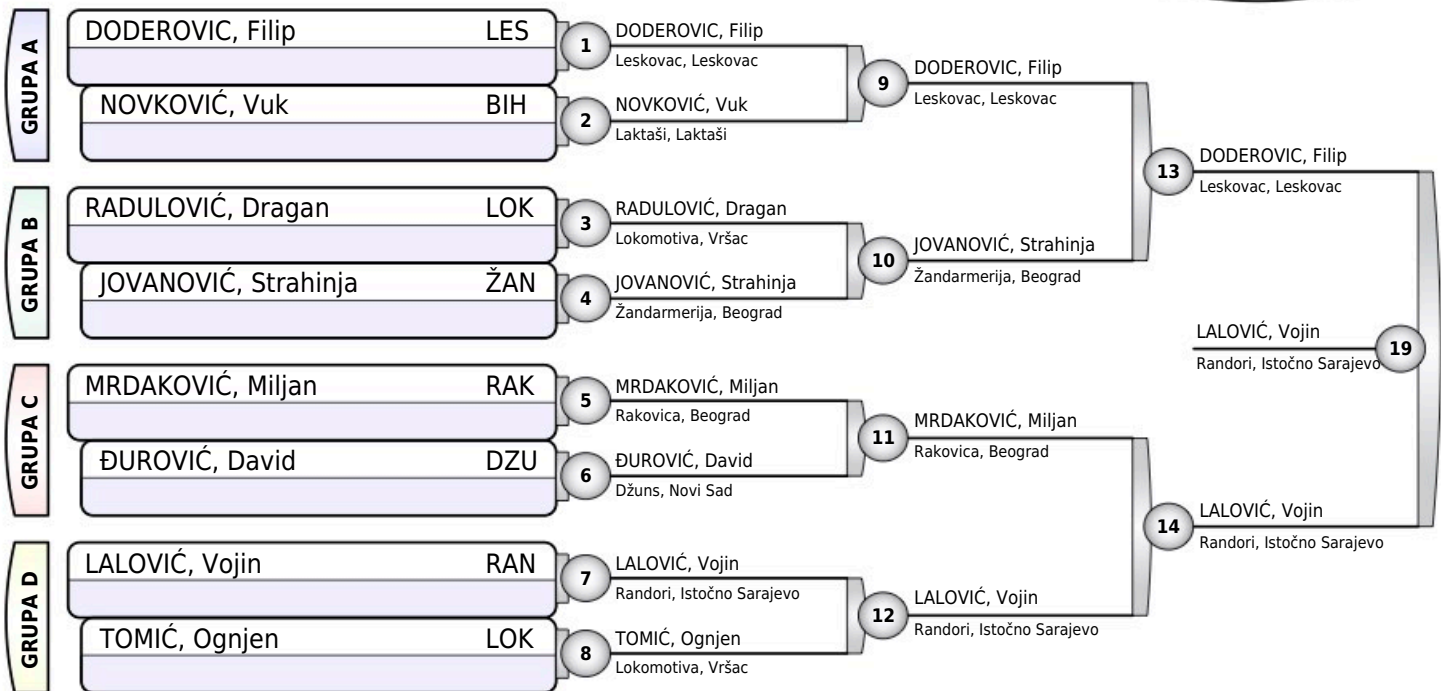 GRUPA A
DODEROVIC, Filip LES
NOVKOVIĆ, Vuk BIH
GRUPA B
RADULOVIĆ, Dragan LOK
JOVANOVIĆ, Strahinja ŽAN
GRUPA C
MRDAKOVIĆ, Miljan RAK
ĐUROVIĆ, David DZU
GRUPA D
LALOVIĆ, Vojin RAN
TOMIĆ, Ognjen LOK
1
DODEROVIC, Filip
Leskovac, Leskovac
2
NOVKOVIĆ, Vuk
Laktaši, Laktaši
3
RADULOVIĆ, Dragan
Lokomotiva, Vršac
4
JOVANOVIĆ, Strahinja
Žandarmerija, Beograd
5
MRDAKOVIĆ, Miljan
Rakovica, Beograd
6
ĐUROVIĆ, David
Džuns, Novi Sad
7
LALOVIĆ, Vojin
Randori, Istočno Sarajevo
8
TOMIĆ, Ognjen
Lokomotiva, Vršac
9
DODEROVIC, Filip
Leskovac, Leskovac
10
JOVANOVIĆ, Strahinja
Žandarmerija, Beograd
11
MRDAKOVIĆ, Miljan
Rakovica, Beograd
12
LALOVIĆ, Vojin
Randori, Istočno Sarajevo
13
DODEROVIC, Filip
Leskovac, Leskovac
14
LALOVIĆ, Vojin
Randori, Istočno Sarajevo
LALOVIĆ, Vojin
Randori, Istočno Sarajevo
19